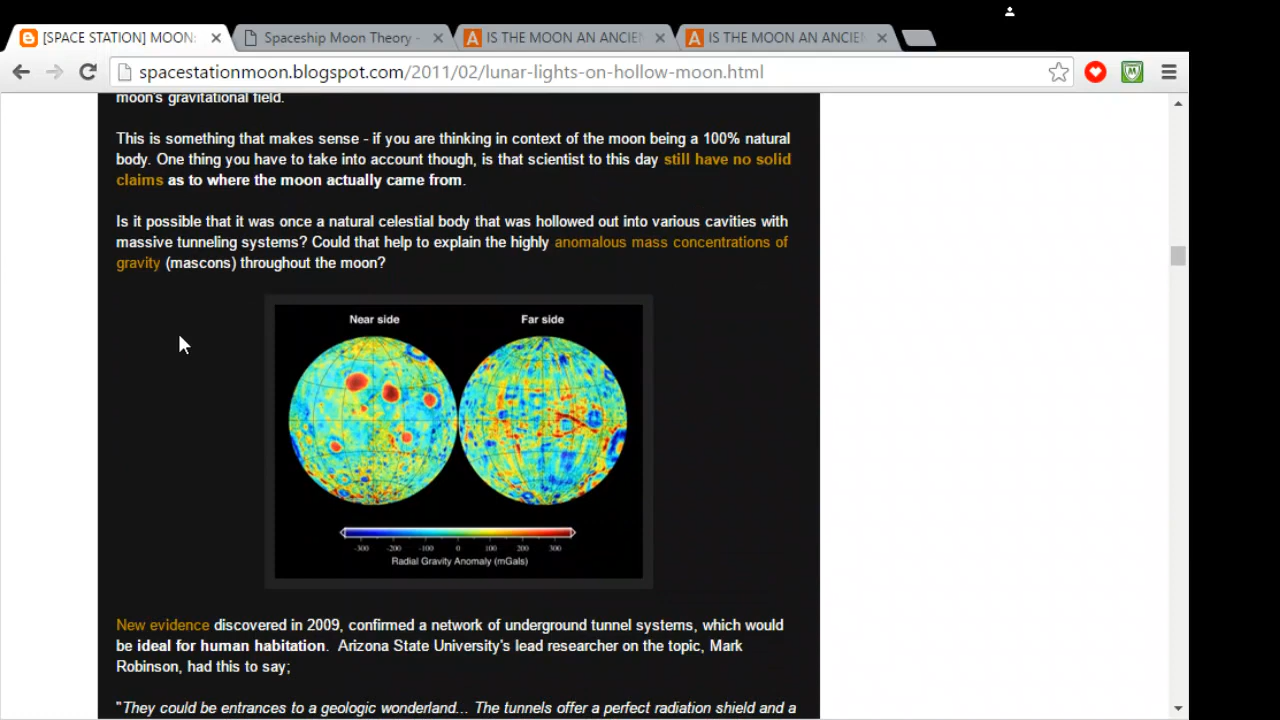 [SPACE STATION] MOON:
Spaceship Moon Theory -
IS THE MOON AN ANCIEN
IS THE MOON AN ANCIEN
spacestationmoon.blogspot.com/2011/02/lunar-lights-on-hollow-moon.html
moon's gravitational field.
This is something that makes sense - if you are thinking in context of the moon being a 100% natural
body. One thing you have to take into account though, is that scientist to this day still have no solid
claims as to where the moon actually came from.
Is it possible that it was once a natural celestial body that was hollowed out into various cavities with
massive tunneling systems? Could that help to explain the highly anomalous mass concentrations of
gravity (mascons) throughout the moon?
Near side Far side
-300 -200 -100 0 100 200 300
Radial Gravity Anomaly (mGals)
New evidence discovered in 2009, confirmed a network of underground tunnel systems, which would
be ideal for human habitation. Arizona State University's lead researcher on the topic, Mark
Robinson, had this to say;
"They could be entrances to a geologic wonderland... The tunnels offer a perfect radiation shield and a